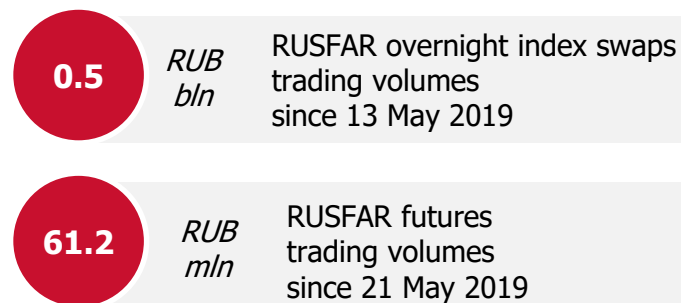 0.5
RUB
bln
RUSFAR overnight index swaps
trading volumes
since 13 May 2019
61.2
RUB
mln
RUSFAR futures
trading volumes
since 21 May 2019